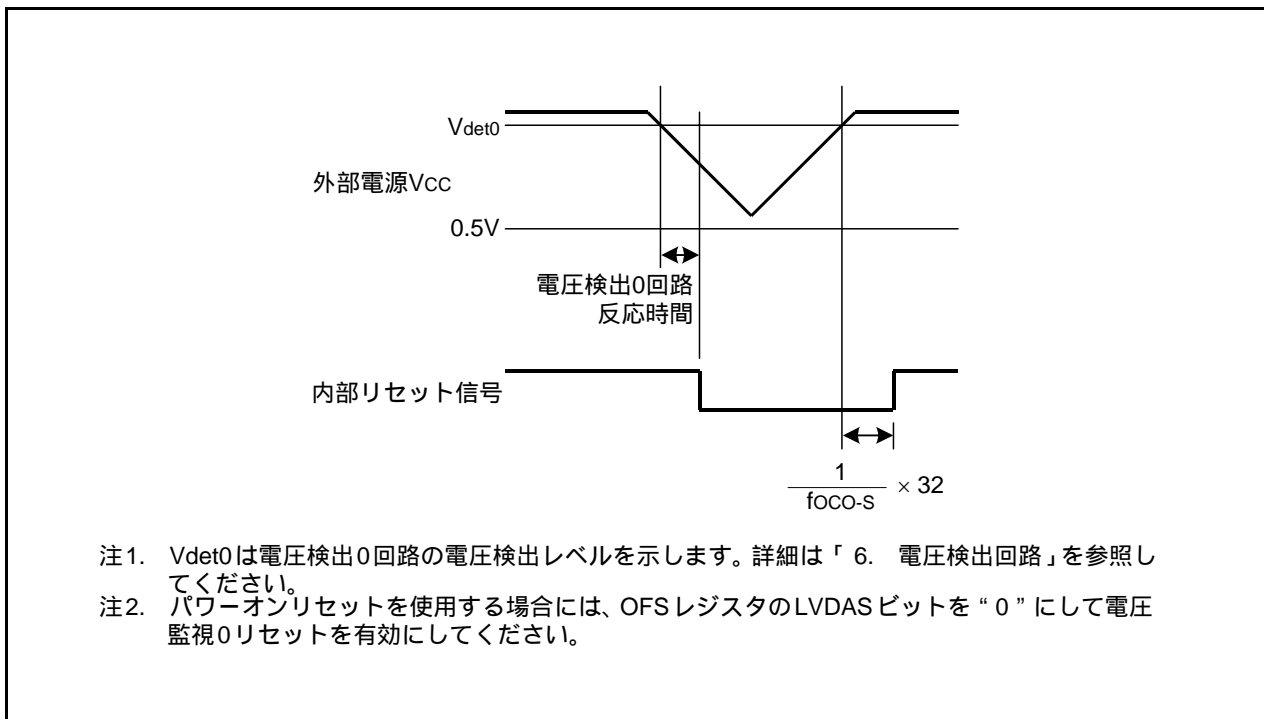 Vdet0
外部電源VCC
0.5V
電圧検出0回路
反応時間
内部リセット信号
1
fOCO-S
× 32
注1. Vdet0は電圧検出0回路の電圧検出レベルを示します。詳細は「 6. 電圧検出回路」を参照し
てください。
注2. パワーオンリセットを使用する場合には、OFSレジスタのLVDASビットを“ 0 ”にして電圧
監視0リセットを有効にしてください。